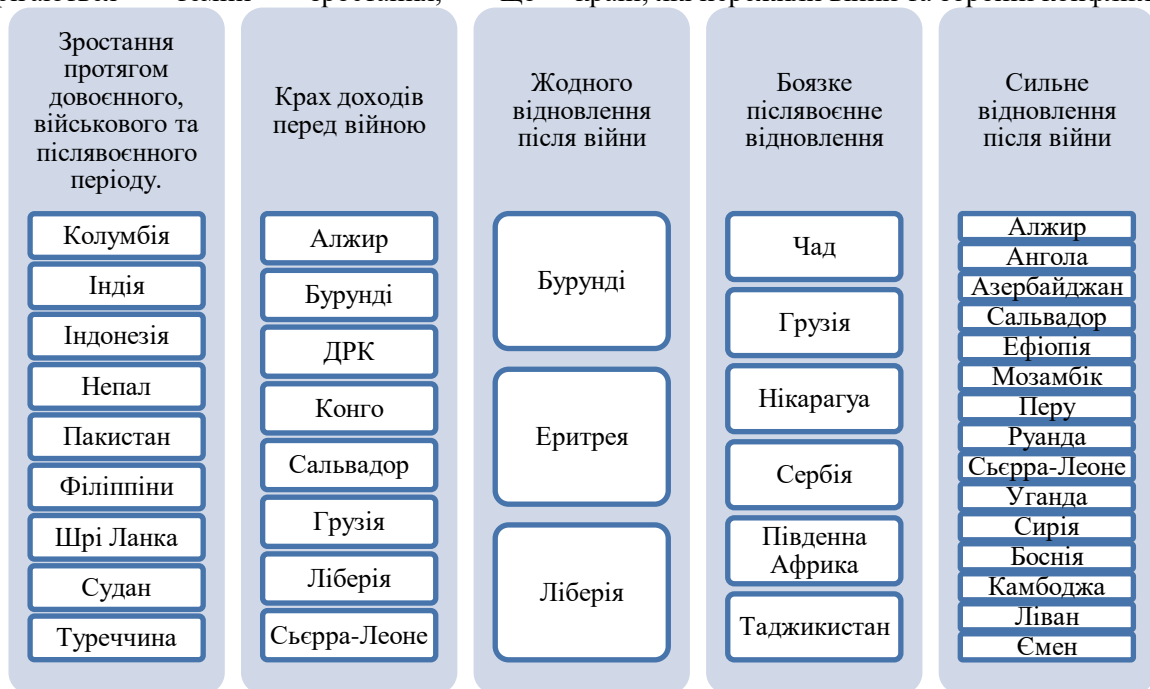 зростання,
Зростання
протягом
довоєнного,
військового та
післявоєнного
періоду.
Колумбія
Індія
Індонезія
Непал
Пакистан
Філіппіни
Шрі Ланка
Судан
Туреччина
Крах доходів
перед війною
Алжир
Бурунді
ДРК
Конго
Сальвадор
Грузія
Ліберія
Сьєрра-Леоне
Жодного
відновлення
після війни
Бурунді
Еритрея
Ліберія
Боязке
післявоєнне
відновлення
Чад
Грузія
Нікарагуа
Сербія
Південна
Африка
Таджикистан
Сильне
відновлення
після війни
Алжир
Ангола
Азербайджан
Сальвадор
Ефіопія
Мозамбік
Перу
Руанда
Сьєрра-Леоне
Уганда
Сирія
Боснія
Камбоджа
Ліван
Ємен